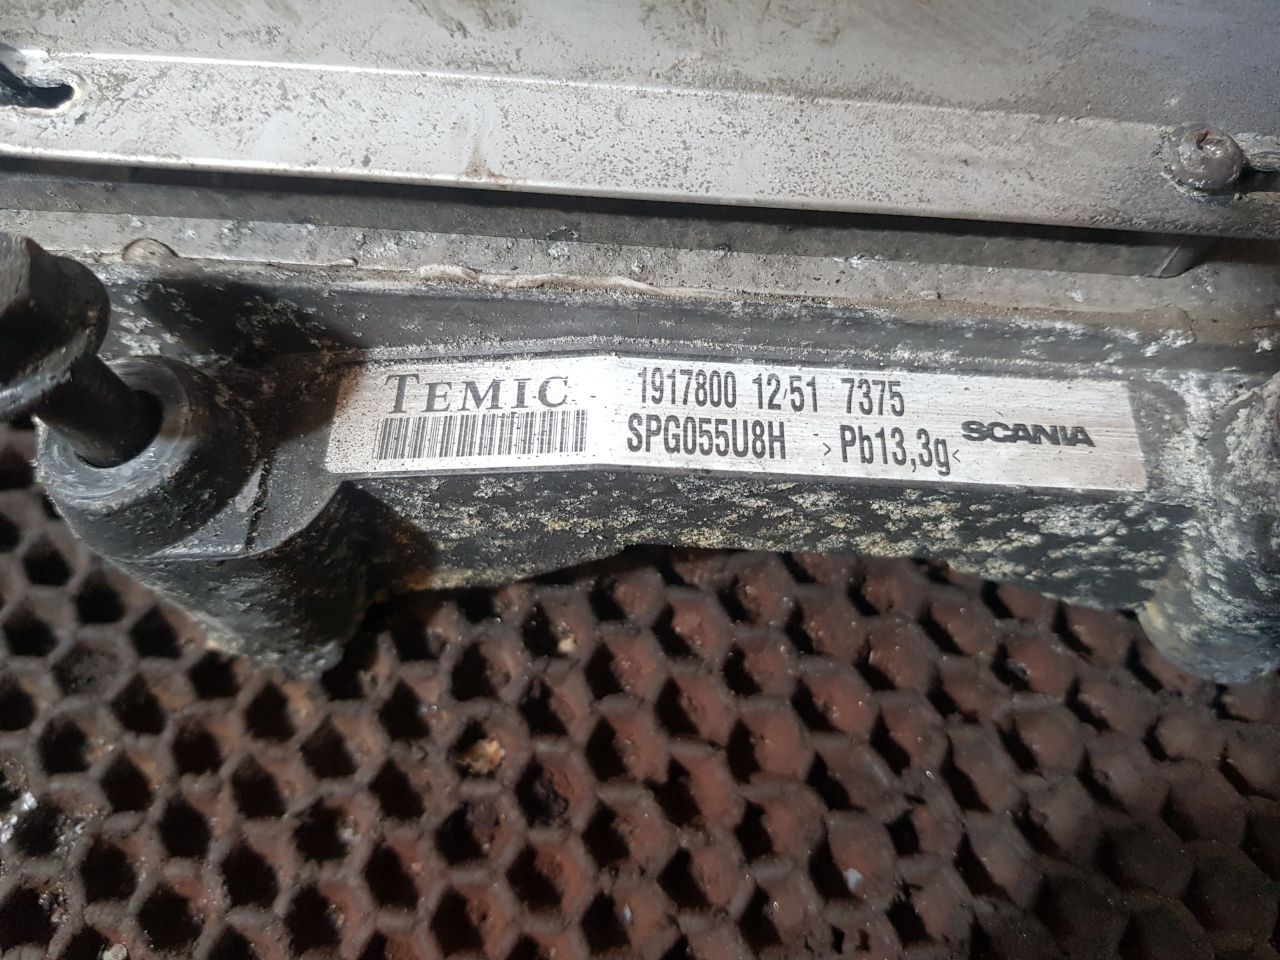 TEMIC 1917800 12/51 7375
SPG055U8H >Pb13,3g< SCANIA